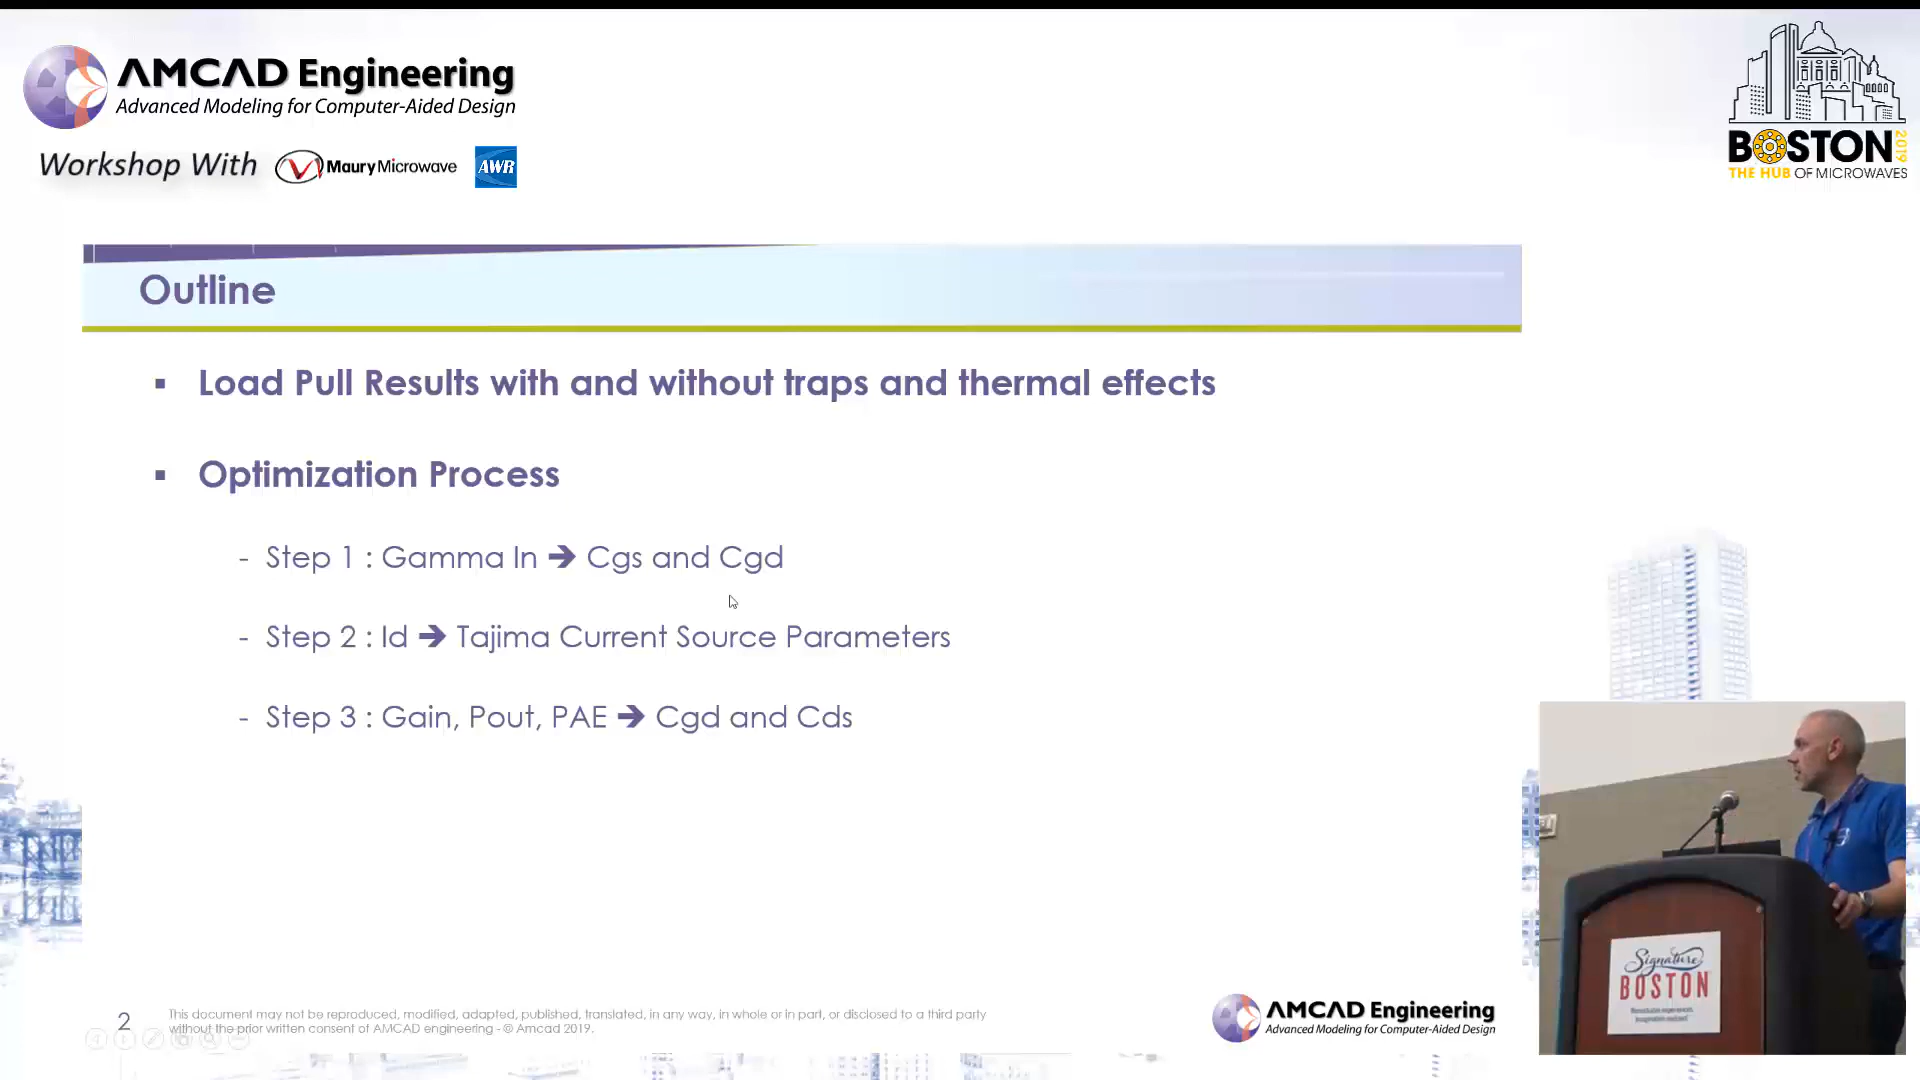 AMCAD Engineering
Advanced Modeling for Computer-Aided Design
Workshop With Maury Microwave AWR
BOSTON 2019
THE HUB OF MICROWAVES
Outline
▪ Load Pull Results with and without traps and thermal effects
▪ Optimization Process
- Step 1 : Gamma In ➔ Cgs and Cgd
- Step 2 : Id ➔ Tajima Current Source Parameters
- Step 3 : Gain, Pout, PAE ➔ Cgd and Cds
Signature
BOSTON
2
This document may not be reproduced, modified, adapted, published, translated, in any way, in whole or in part, or disclosed to a third party
without the prior written consent of AMCAD engineering - © Amcad 2019.
AMCAD Engineering
Advanced Modeling for Computer-Aided Design